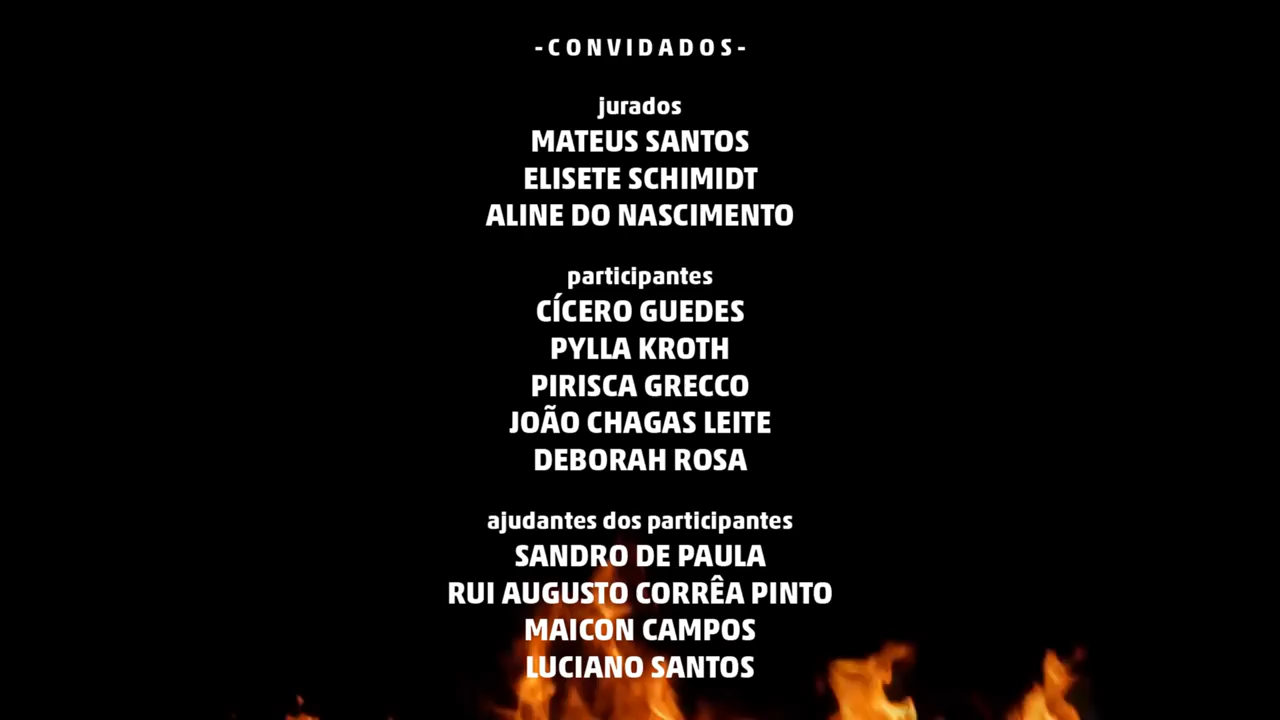 -CONVIDADOS-
jurados
MATEUS SANTOS
ELISETE SCHIMIDT
ALINE DO NASCIMENTO
participantes
CÍCERO GUEDES
PYLLA KROTH
PIRISCA GRECCO
JOÃO CHAGAS LEITE
DEBORAH ROSA
ajudantes dos participantes
SANDRO DE PAULA
RUI AUGUSTO CORRÊA PINTO
MAICON CAMPOS
LUCIANO SANTOS